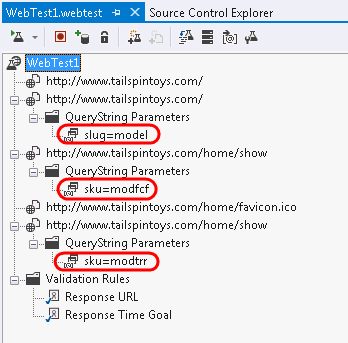 WebTest1.webtest
Source Control Explorer
WebTest1
http://www.tailspintoys.com/
http://www.tailspintoys.com/
QueryString Parameters
slug=model
http://www.tailspintoys.com/home/show
QueryString Parameters
sku=modfcf
http://www.tailspintoys.com/home/favicon.ico
http://www.tailspintoys.com/home/show
QueryString Parameters
sku=modtrr
Validation Rules
Response URL
Response Time Goal